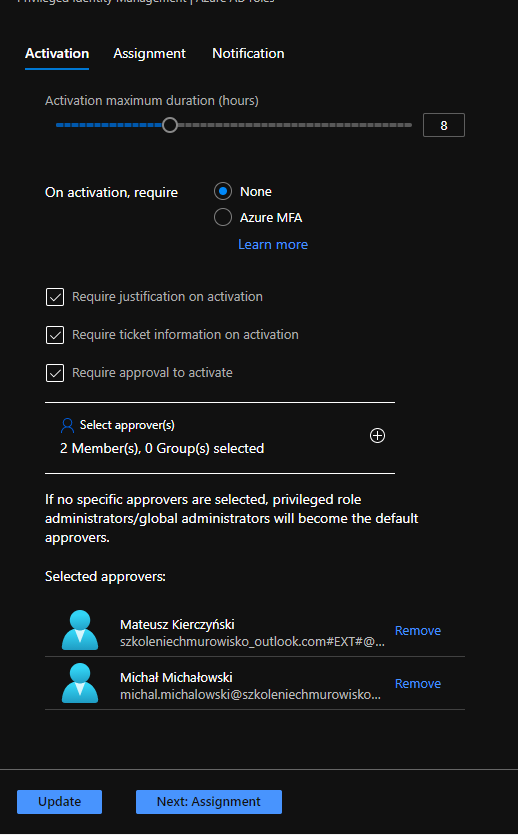 Privileged Identity Management | Azure AD roles
Activation Assignment Notification
Activation maximum duration (hours)
8
On activation, require
None
Azure MFA
Learn more
Require justification on activation
Require ticket information on activation
Require approval to activate
Select approver(s)
2 Member(s), 0 Group(s) selected
If no specific approvers are selected, privileged role
administrators/global administrators will become the default
approvers.
Selected approvers:
Mateusz Kierczyński
szkoleniechmurowisko_outlook.com#EXT#@...
Remove
Michał Michałowski
michal.michalowski@szkoleniechmurowisko...
Remove
Update
Next: Assignment